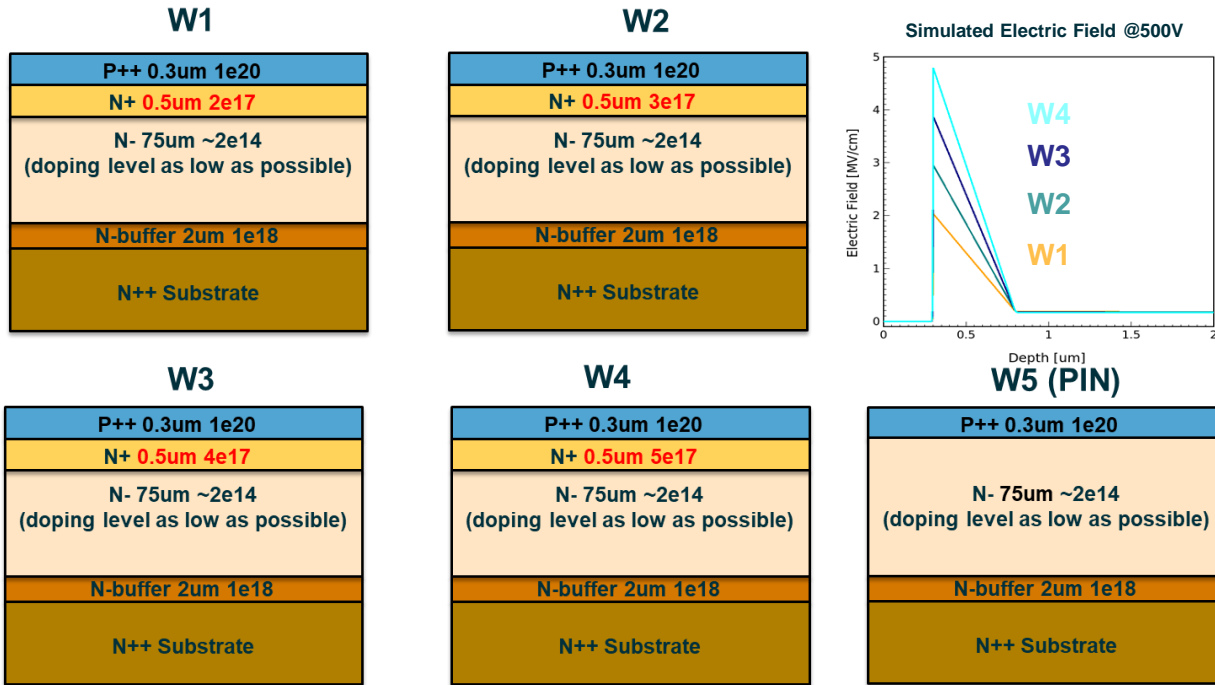 W1
P++ 0.3um 1e20
N+ 0.5um 2e17
N- 75um ~2e14
(doping level as low as possible)
N-buffer 2um 1e18
N++ Substrate
W2
P++ 0.3um 1e20
N+ 0.5um 3e17
N- 75um ~2e14
(doping level as low as possible)
N-buffer 2um 1e18
N++ Substrate
Simulated Electric Field @500V
Electric Field [MV/cm]
5
4
3
2
1
0
W4
W3
W2
W1
0 0.5 1 1.5 2
Depth [um]
W3
P++ 0.3um 1e20
N+ 0.5um 4e17
N- 75um ~2e14
(doping level as low as possible)
N-buffer 2um 1e18
N++ Substrate
W4
P++ 0.3um 1e20
N+ 0.5um 5e17
N- 75um ~2e14
(doping level as low as possible)
N-buffer 2um 1e18
N++ Substrate
W5 (PIN)
P++ 0.3um 1e20
N- 75um ~2e14
(doping level as low as possible)
N-buffer 2um 1e18
N++ Substrate